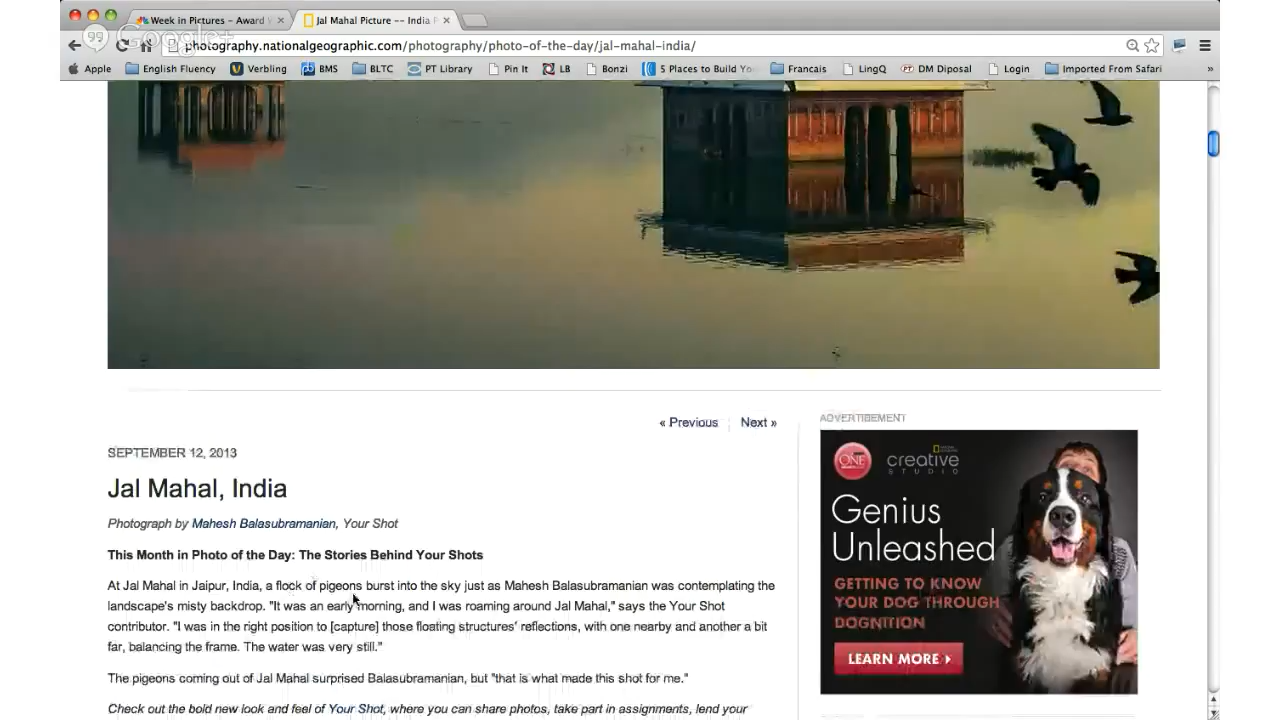 Week in Pictures - Award
Jal Mahal Picture -- India P
Google+
photography.nationalgeographic.com/photography/photo-of-the-day/jal-mahal-india/
Apple English Fluency Verbling BMS BLTC PT Library Pin It LB Bonzi 5 Places to Build Yo Francais LingQ DM Diposal Login Imported From Safari »
« Previous Next »
ADVERTISEMENT
SEPTEMBER 12, 2013
Jal Mahal, India
Photograph by Mahesh Balasubramanian, Your Shot
This Month in Photo of the Day: The Stories Behind Your Shots
At Jal Mahal in Jaipur, India, a flock of pigeons burst into the sky just as Mahesh Balasubramanian was contemplating the
landscape's misty backdrop. "It was an early morning, and I was roaming around Jal Mahal," says the Your Shot
contributor. "I was in the right position to [capture] those floating structures' reflections, with one nearby and another a bit
far, balancing the frame. The water was very still."
The pigeons coming out of Jal Mahal surprised Balasubramanian, but "that is what made this shot for me."
Check out the bold new look and feel of Your Shot, where you can share photos, take part in assignments, lend your
ONE
creative
STUDIO
Genius
Unleashed
GETTING TO KNOW
YOUR DOG THROUGH
DOGNITION
LEARN MORE